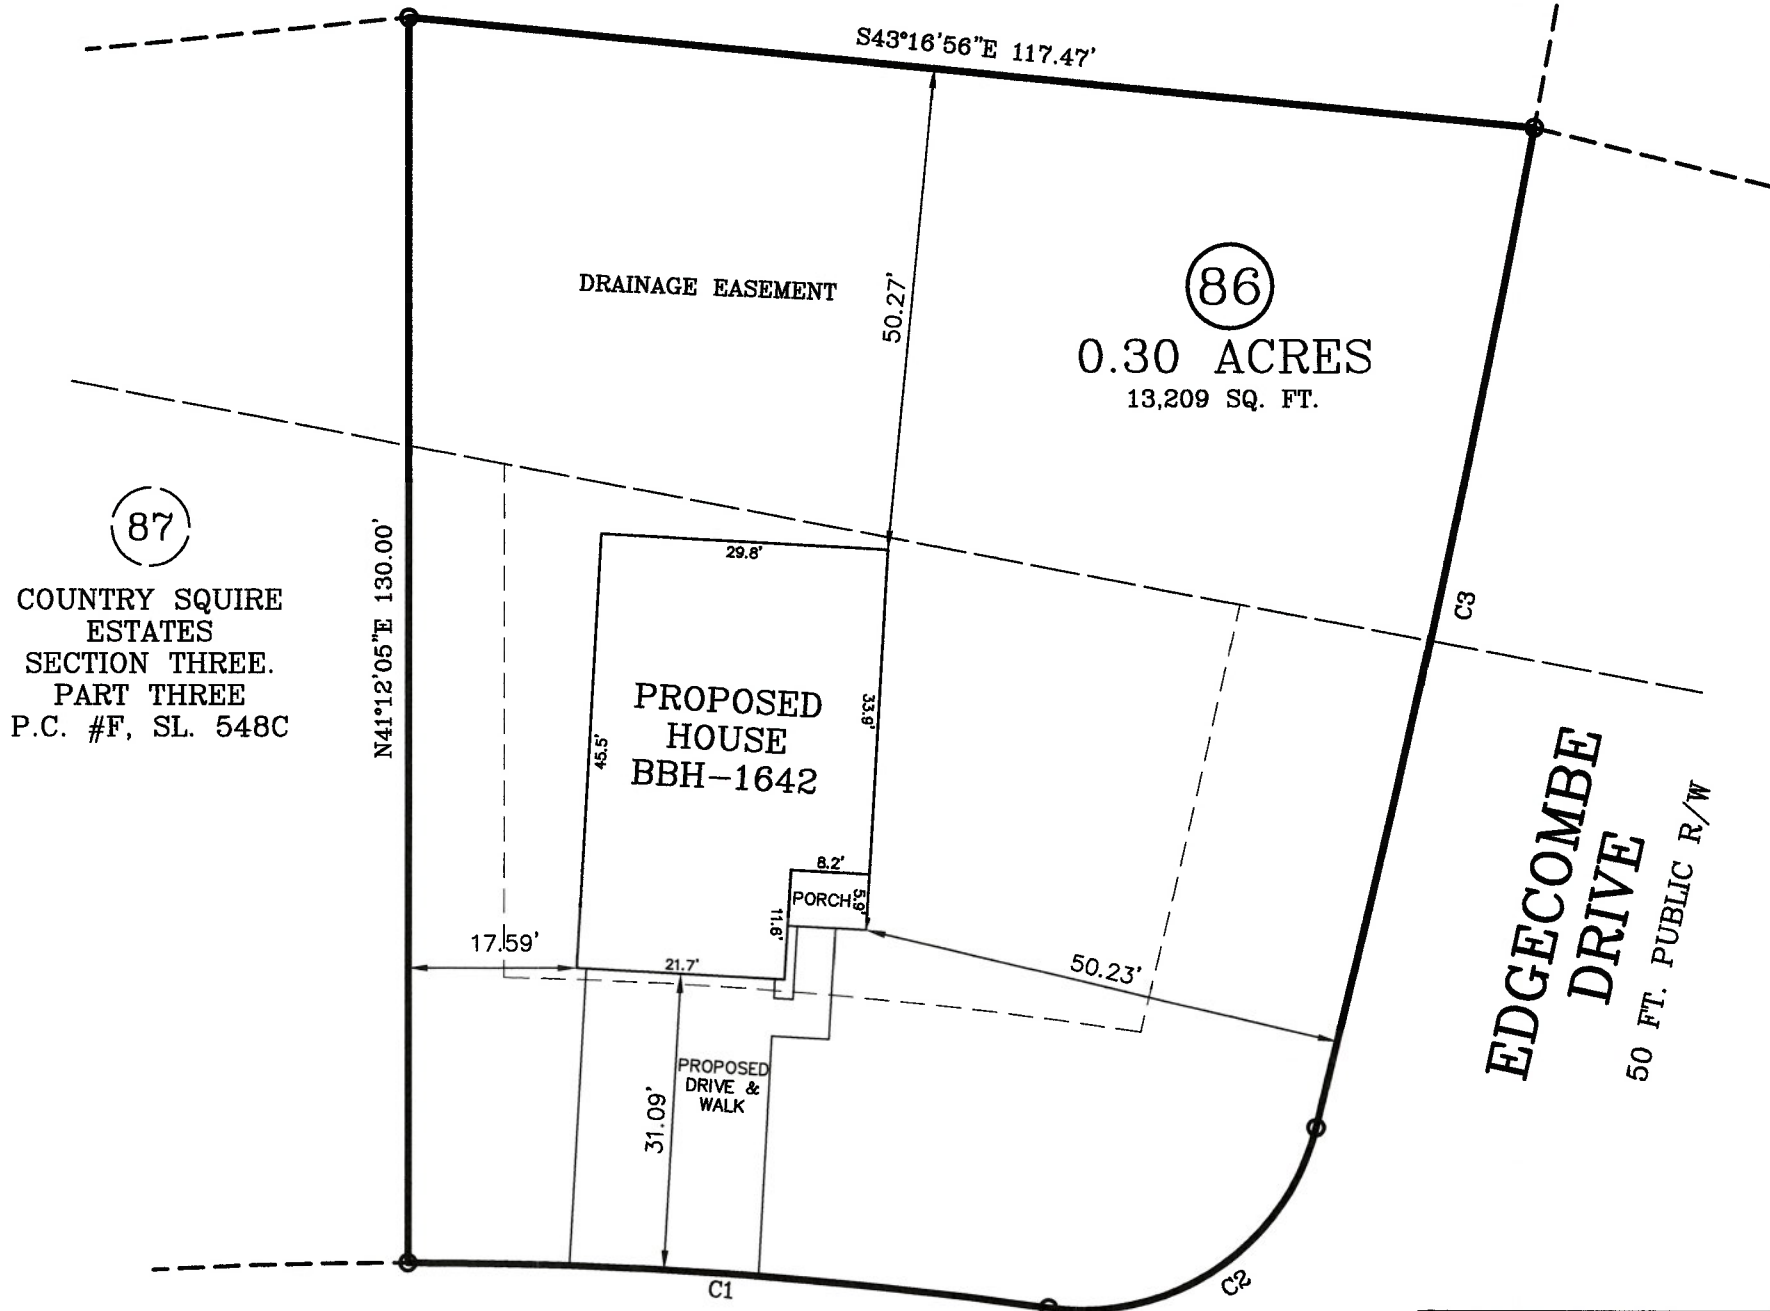 S43°16'56"E 117.47'
DRAINAGE EASEMENT
50.27'
86
0.30 ACRES
13,209 SQ. FT.
87
COUNTRY SQUIRE
ESTATES
SECTION THREE.
PART THREE
P.C. #F, SL. 548C
N41°12'05"E 130.00'
29.8'
45.5'
PROPOSED
HOUSE
BBH-1642
33.9'
8.2'
PORCH
5.9'
11.6'
21.7'
17.59'
50.23'
31.09'
PROPOSED
DRIVE &
WALK
C1
C2
C3
EDGECOMBE
DRIVE
50 FT. PUBLIC R/W